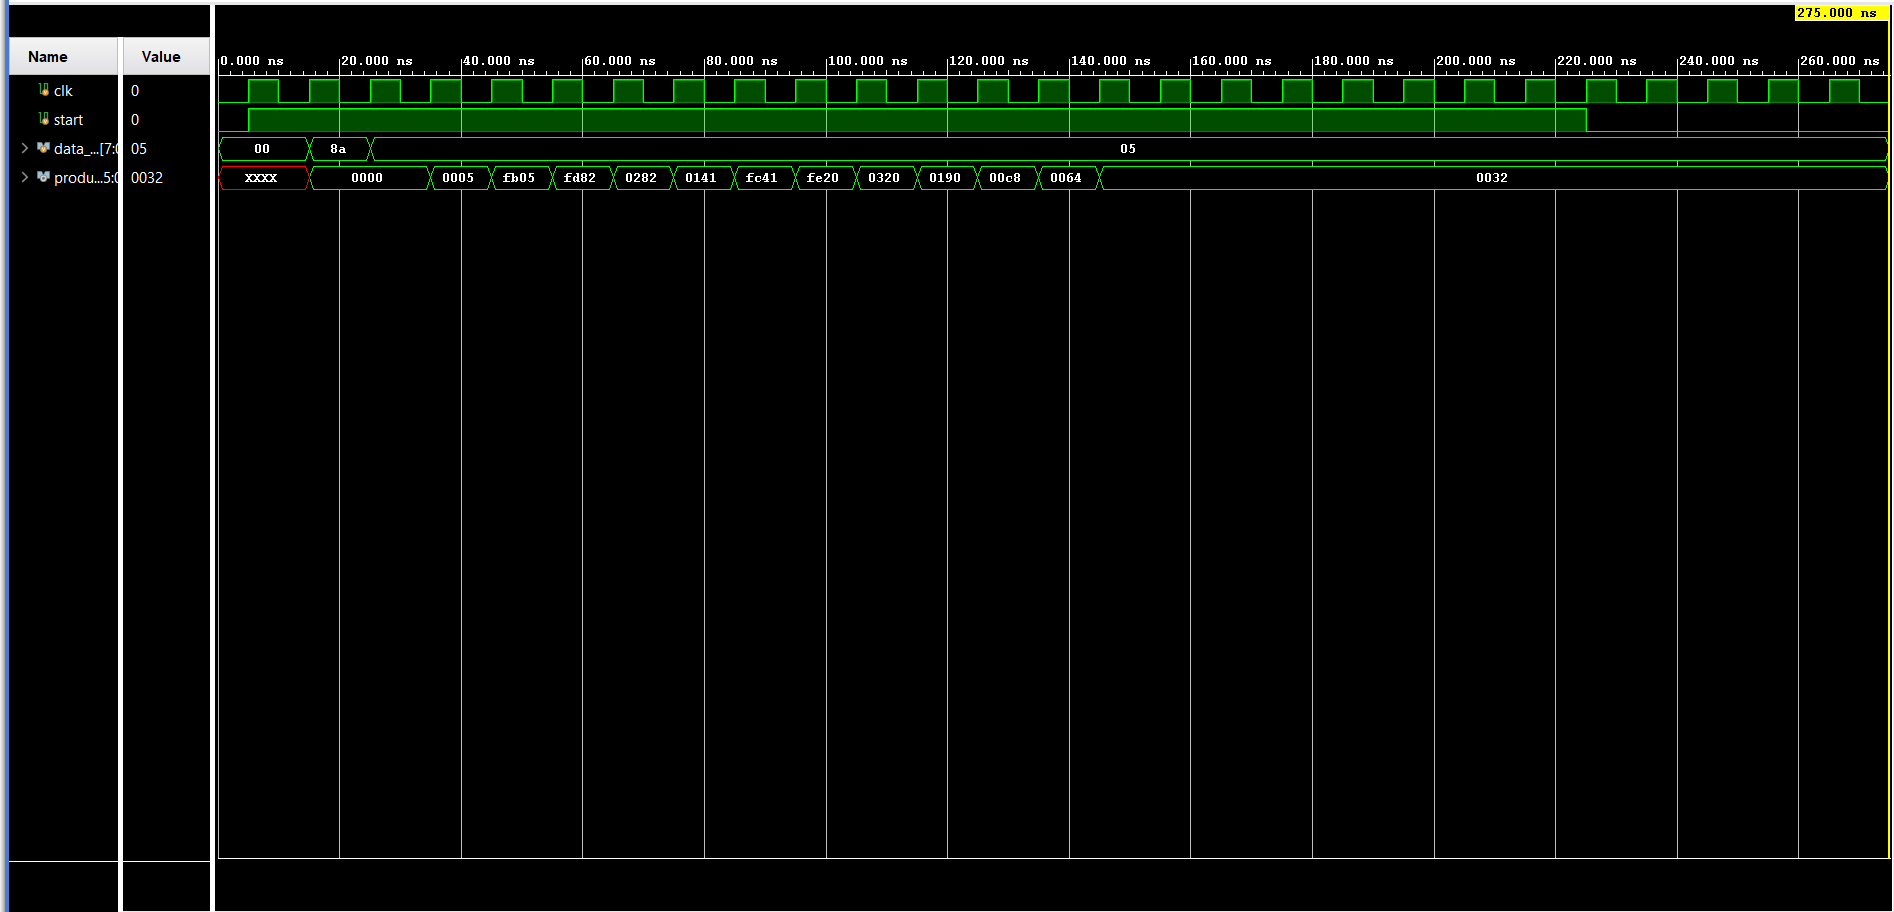 275.000 ns
Name Value
0.000 ns 20.000 ns 40.000 ns 60.000 ns 80.000 ns 100.000 ns 120.000 ns 140.000 ns 160.000 ns 180.000 ns 200.000 ns 220.000 ns 240.000 ns 260.000 ns
clk 0
start 0
data_...[7:0 05 00 8a 05
produ...5:0 0032 XXXX 0000 0005 fb05 fd82 0282 0141 fc41 fe20 0320 0190 00c8 0064 0032